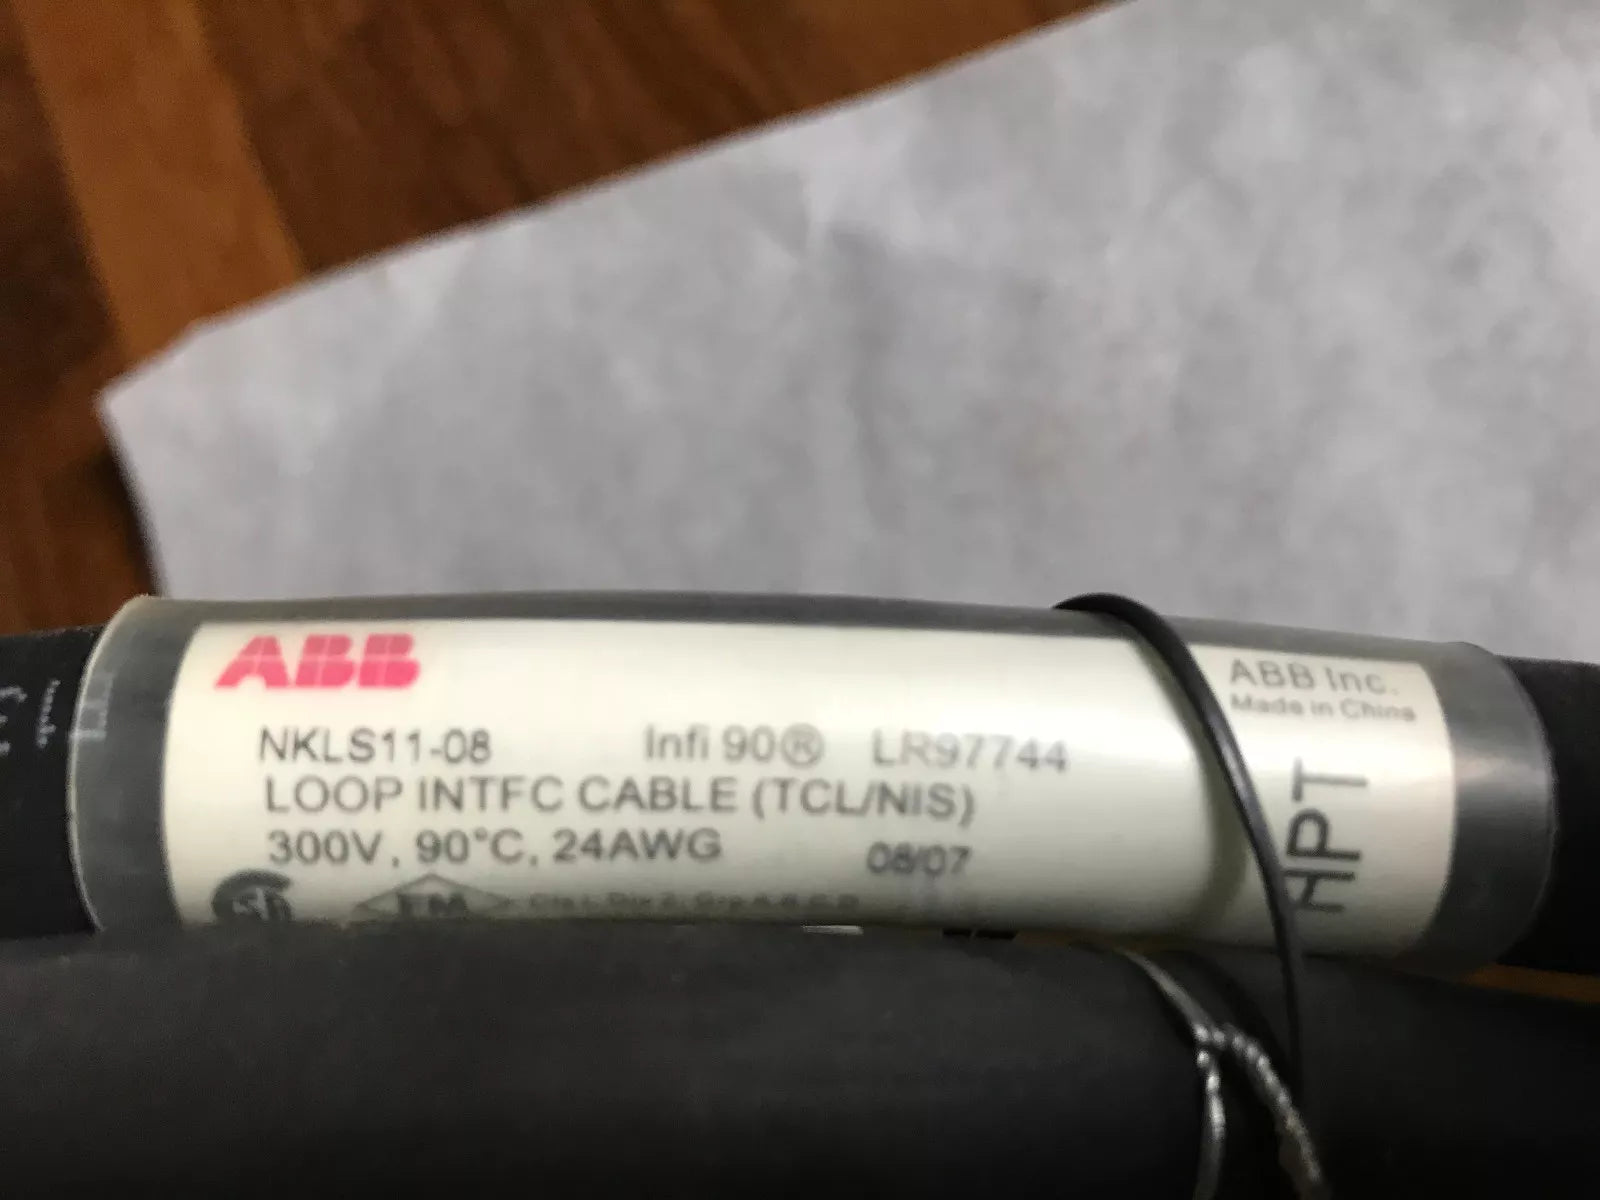 ABB
NKLS11-08 Infi 90® LR97744
LOOP INTFC CABLE (TCL/NIS)
300V, 90°C, 24AWG 08/07
FM
ABB Inc.
Made in China
HPT